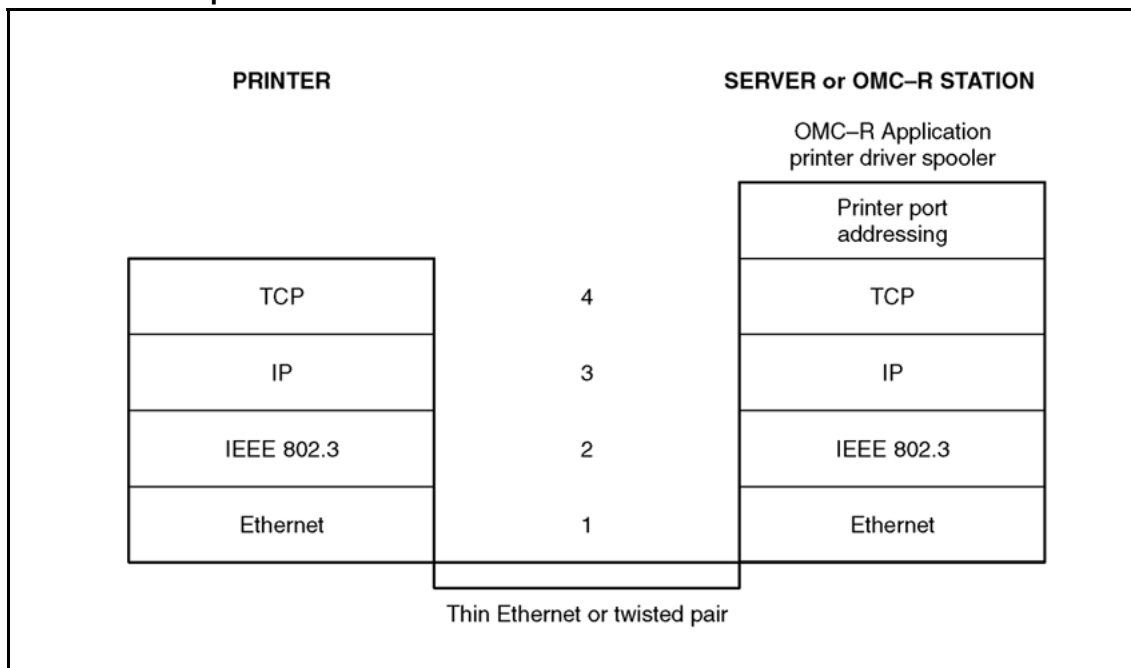 PRINTER
SERVER or OMC–R STATION
OMC–R Application
printer driver spooler
Printer port
addressing
TCP
4
TCP
IP
3
IP
IEEE 802.3
2
IEEE 802.3
Ethernet
1
Ethernet
Thin Ethernet or twisted pair